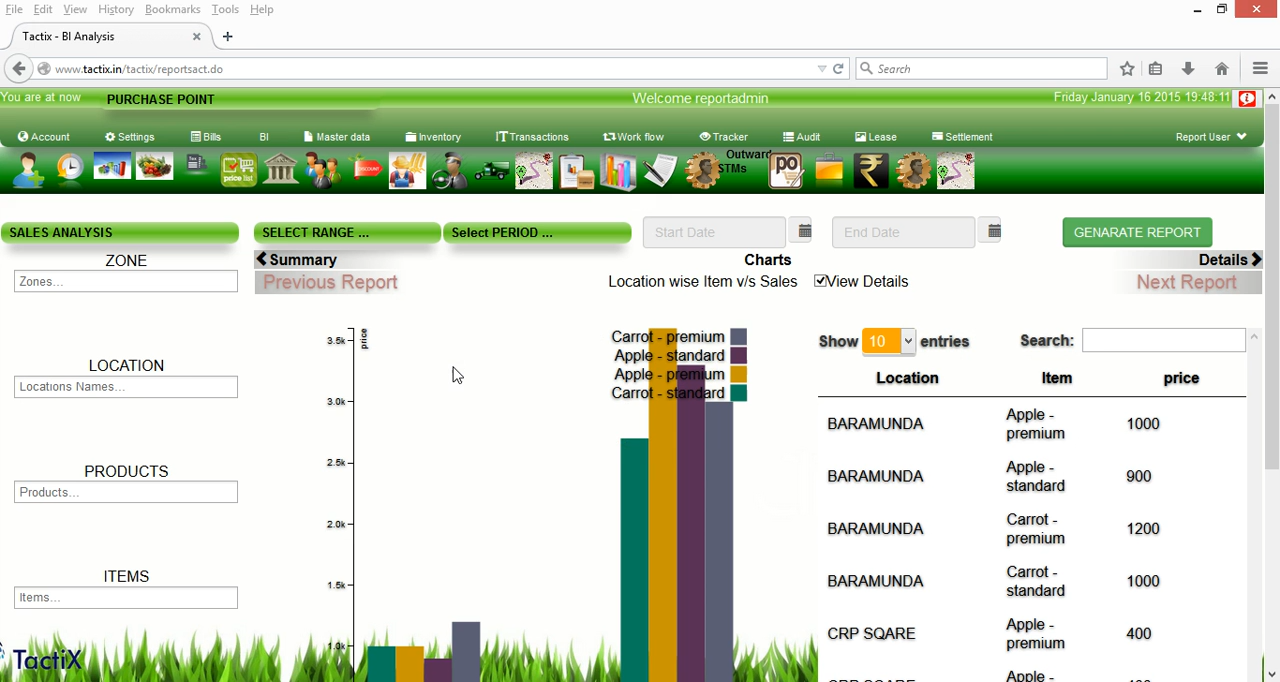 File Edit View History Bookmarks Tools Help
Tactix - BI Analysis
www.tactix.in/tactix/reportsact.do
Search
You are at now PURCHASE POINT Welcome reportadmin Friday January 16 2015 19:48:11
Account Settings Bills BI Master data Inventory Transactions Work flow Tracker Audit Lease Settlement Report User
price list
DISCOUNT
Outward
STMs
po
SALES ANALYSIS SELECT RANGE ... Select PERIOD ... Start Date End Date GENARATE REPORT
ZONE
Zones...
LOCATION
Locations Names...
PRODUCTS
Products...
ITEMS
Items...
TactiX
Summary Charts Details
Previous Report Location wise Item v/s Sales View Details Next Report
price
3.5k
3.0k
2.5k
2.0k
1.5k
1.0k
Carrot - premium
Apple - standard
Apple - premium
Carrot - standard
Show 10 entries Search:
Location Item price
BARAMUNDA Apple - premium 1000
BARAMUNDA Apple - standard 900
BARAMUNDA Carrot - premium 1200
BARAMUNDA Carrot - standard 1000
CRP SQARE Apple - premium 400
Apple -